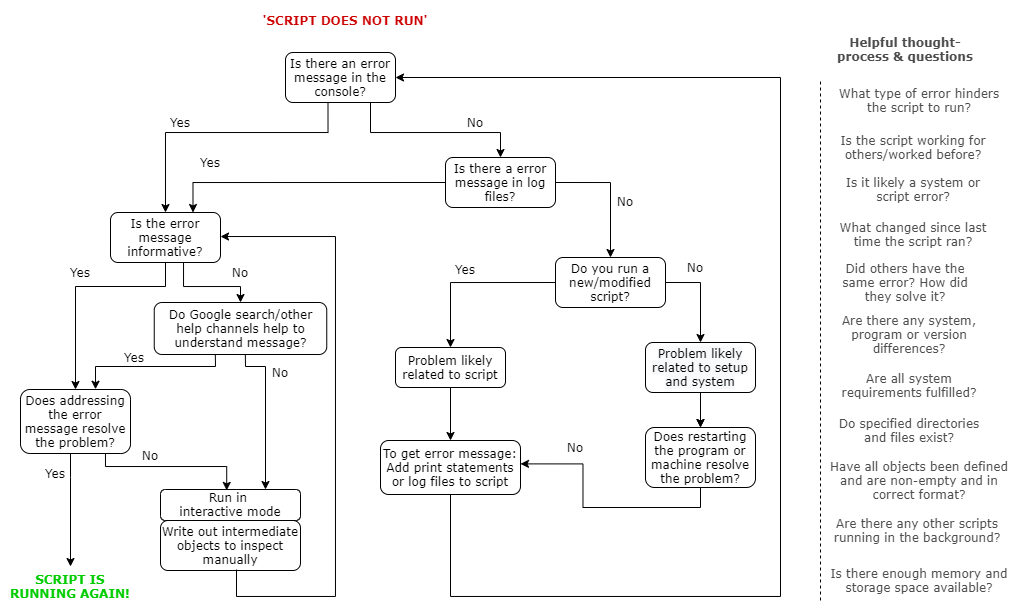 'SCRIPT DOES NOT RUN'
Is there an error
message in the
console?
Yes
No
Is there a error
message in log
files?
Yes
No
Is the error
message
informative?
Yes
No
Do Google search/other
help channels help to
understand message?
Yes
No
Does addressing
the error
message resolve
the problem?
Yes
No
Run in
interactive mode
Write out intermediate
objects to inspect
manually
SCRIPT IS
RUNNING AGAIN!
Do you run a
new/modified
script?
Yes
No
Problem likely
related to script
Problem likely
related to setup
and system
To get error message:
Add print statements
or log files to script
No
Does restarting
the program or
machine resolve
the problem?
Helpful thought-
process & questions
What type of error hinders
the script to run?
Is the script working for
others/worked before?
Is it likely a system or
script error?
What changed since last
time the script ran?
Did others have the
same error? How did
they solve it?
Are there any system,
program or version
differences?
Are all system
requirements fulfilled?
Do specified directories
and files exist?
Have all objects been defined
and are non-empty and in
correct format?
Are there any other scripts
running in the background?
Is there enough memory and
storage space available?